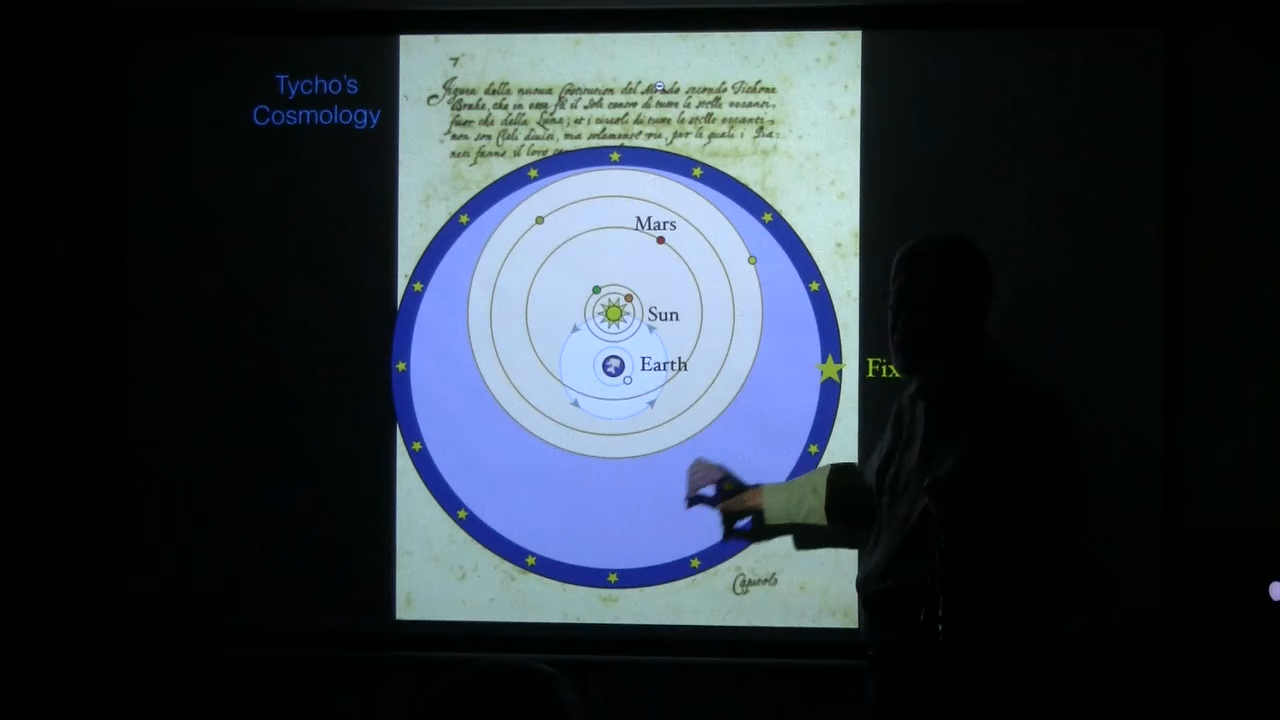 Tycho's
Cosmology
7
Figura della nuova Costitution del Mondo secondo Tichone
Brahe, che in essa fà il Sole centro di tutte le stelle erranti,
fuor che della Luna; et i circoli di tutte le stelle erranti
non son Cieli divisi, ma solamente vie, per le quali i Pia:
neti fanno il loro
Mars
Sun
Earth
Fix
Capitolo